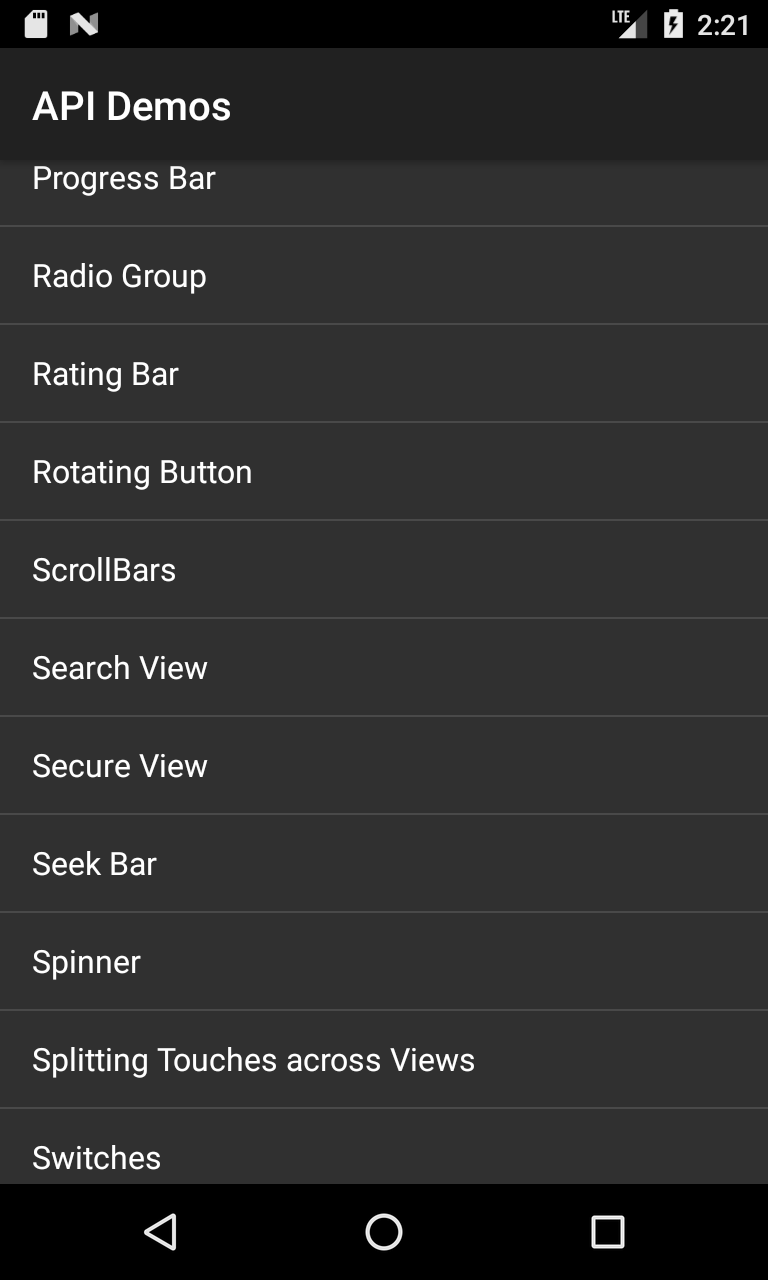 LTE 2:21
API Demos
Progress Bar
Radio Group
Rating Bar
Rotating Button
ScrollBars
Search View
Secure View
Seek Bar
Spinner
Splitting Touches across Views
Switches